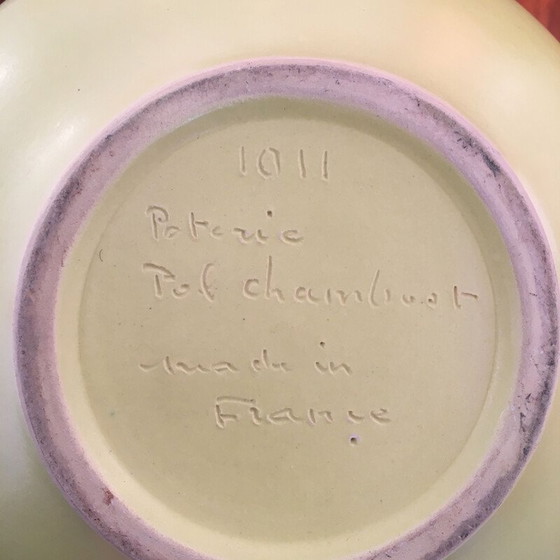 1011
Poterie
Pol chambost
made in
France